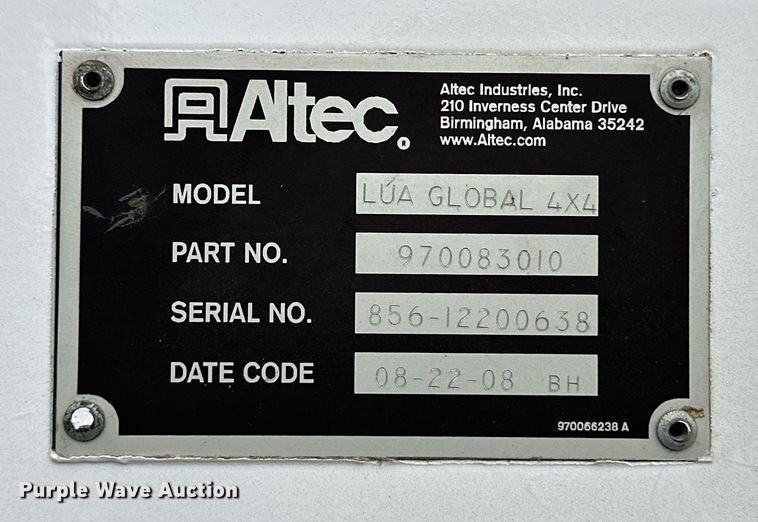 Altec®
Altec Industries, Inc.
210 Inverness Center Drive
Birmingham, Alabama 35242
www.Altec.com
MODEL LÚA GLOBAL 4X4
PART NO. 970083010
SERIAL NO. 856-12200638
DATE CODE 08-22-08 BH
970066238 A
Purple Wave Auction